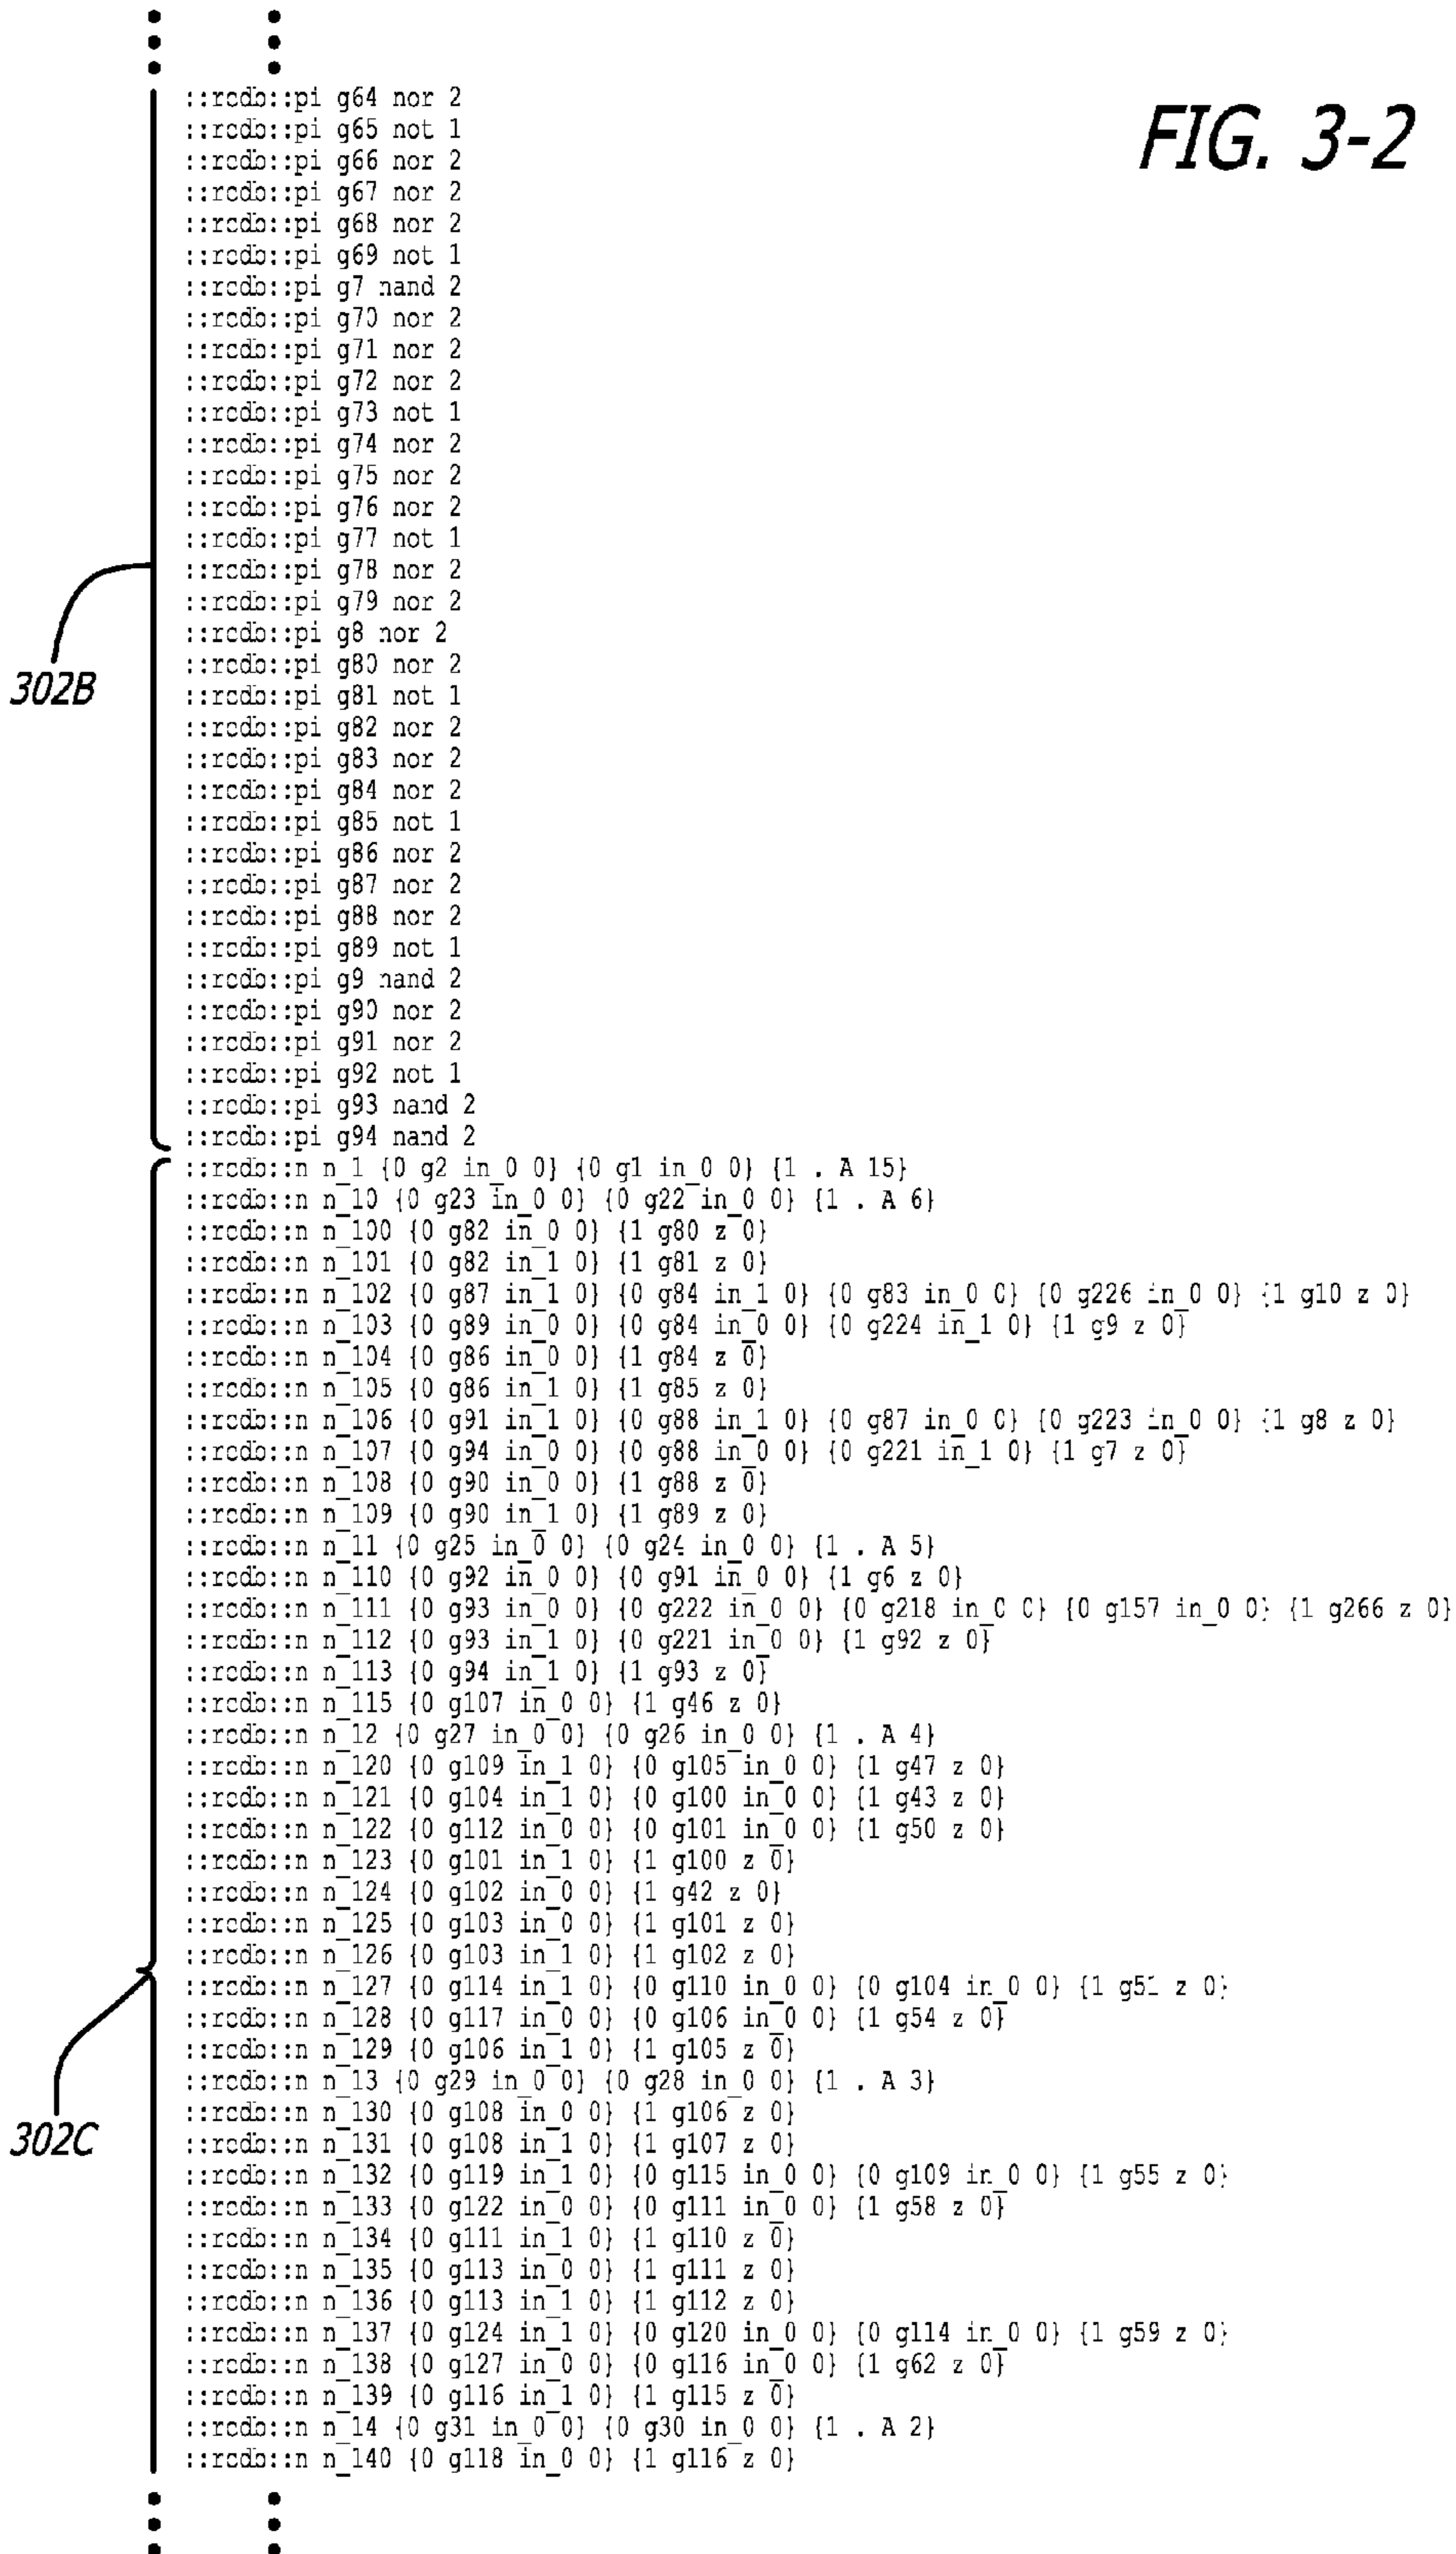 FIG. 3-2
::rcdb::pi g64 nor 2
::rcdb::pi g65 not 1
::rcdb::pi g66 nor 2
::rcdb::pi g67 nor 2
::rcdb::pi g68 nor 2
::rcdb::pi g69 not 1
::rcdb::pi g7 nand 2
::rcdb::pi g70 nor 2
::rcdb::pi g71 nor 2
::rcdb::pi g72 nor 2
::rcdb::pi g73 not 1
::rcdb::pi g74 nor 2
::rcdb::pi g75 nor 2
::rcdb::pi g76 nor 2
::rcdb::pi g77 not 1
::rcdb::pi g78 nor 2
::rcdb::pi g79 nor 2
::rcdb::pi g8 nor 2
::rcdb::pi g80 nor 2
302B
::rcdb::pi g81 not 1
::rcdb::pi g82 nor 2
::rcdb::pi g83 nor 2
::rcdb::pi g84 nor 2
::rcdb::pi g85 not 1
::rcdb::pi g86 nor 2
::rcdb::pi g87 nor 2
::rcdb::pi g88 nor 2
::rcdb::pi g89 not 1
::rcdb::pi g9 nand 2
::rcdb::pi g90 nor 2
::rcdb::pi g91 nor 2
::rcdb::pi g92 not 1
::rcdb::pi g93 nand 2
::rcdb::pi g94 nand 2
::rcdb::n n_1 {0 g2 in_0 0} {0 g1 in_0 0} {1 . A 15}
::rcdb::n n_10 {0 g23 in_0 0} {0 g22 in_0 0} {1 . A 6}
::rcdb::n n_100 {0 g82 in_0 0} {1 g80 z 0}
::rcdb::n n_101 {0 g82 in_1 0} {1 g81 z 0}
::rcdb::n n_102 {0 g87 in_1 0} {0 g84 in_1 0} {0 g83 in_0 0} {0 g226 in_0 0} {1 g10 z 0}
::rcdb::n n_103 {0 g89 in_0 0} {0 g84 in_0 0} {0 g224 in_1 0} {1 g9 z 0}
::rcdb::n n_104 {0 g86 in_0 0} {1 g84 z 0}
::rcdb::n n_105 {0 g86 in_1 0} {1 g85 z 0}
::rcdb::n n_106 {0 g91 in_1 0} {0 g88 in_1 0} {0 g87 in_0 0} {0 g223 in_0 0} {1 g8 z 0}
::rcdb::n n_107 {0 g94 in_0 0} {0 g88 in_0 0} {0 g221 in_1 0} {1 g7 z 0}
::rcdb::n n_108 {0 g90 in_0 0} {1 g88 z 0}
::rcdb::n n_109 {0 g90 in_1 0} {1 g89 z 0}
::rcdb::n n_11 {0 g25 in_0 0} {0 g24 in_0 0} {1 . A 5}
::rcdb::n n_110 {0 g92 in_0 0} {0 g91 in_0 0} {1 g6 z 0}
::rcdb::n n_111 {0 g93 in_0 0} {0 g222 in_0 0} {0 g218 in_0 0} {0 g157 in_0 0} {1 g266 z 0}
::rcdb::n n_112 {0 g93 in_1 0} {0 g221 in_0 0} {1 g92 z 0}
::rcdb::n n_113 {0 g94 in_1 0} {1 g93 z 0}
::rcdb::n n_115 {0 g107 in_0 0} {1 g46 z 0}
::rcdb::n n_12 {0 g27 in_0 0} {0 g26 in_0 0} {1 . A 4}
::rcdb::n n_120 {0 g109 in_1 0} {0 g105 in_0 0} {1 g47 z 0}
::rcdb::n n_121 {0 g104 in_1 0} {0 g100 in_0 0} {1 g43 z 0}
::rcdb::n n_122 {0 g112 in_0 0} {0 g101 in_0 0} {1 g50 z 0}
::rcdb::n n_123 {0 g101 in_1 0} {1 g100 z 0}
::rcdb::n n_124 {0 g102 in_0 0} {1 g42 z 0}
::rcdb::n n_125 {0 g103 in_0 0} {1 g101 z 0}
::rcdb::n n_126 {0 g103 in_1 0} {1 g102 z 0}
::rcdb::n n_127 {0 g114 in_1 0} {0 g110 in_0 0} {0 g104 in_0 0} {1 g51 z 0}
::rcdb::n n_128 {0 g117 in_0 0} {0 g106 in_0 0} {1 g54 z 0}
::rcdb::n n_129 {0 g106 in_1 0} {1 g105 z 0}
::rcdb::n n_13 {0 g29 in_0 0} {0 g28 in_0 0} {1 . A 3}
::rcdb::n n_130 {0 g108 in_0 0} {1 g106 z 0}
302C
::rcdb::n n_131 {0 g108 in_1 0} {1 g107 z 0}
::rcdb::n n_132 {0 g119 in_1 0} {0 g115 in_0 0} {0 g109 in_0 0} {1 g55 z 0}
::rcdb::n n_133 {0 g122 in_0 0} {0 g111 in_0 0} {1 g58 z 0}
::rcdb::n n_134 {0 g111 in_1 0} {1 g110 z 0}
::rcdb::n n_135 {0 g113 in_0 0} {1 g111 z 0}
::rcdb::n n_136 {0 g113 in_1 0} {1 g112 z 0}
::rcdb::n n_137 {0 g124 in_1 0} {0 g120 in_0 0} {0 g114 in_0 0} {1 g59 z 0}
::rcdb::n n_138 {0 g127 in_0 0} {0 g116 in_0 0} {1 g62 z 0}
::rcdb::n n_139 {0 g116 in_1 0} {1 g115 z 0}
::rcdb::n n_14 {0 g31 in_0 0} {0 g30 in_0 0} {1 . A 2}
::rcdb::n n_140 {0 g118 in_0 0} {1 g116 z 0}